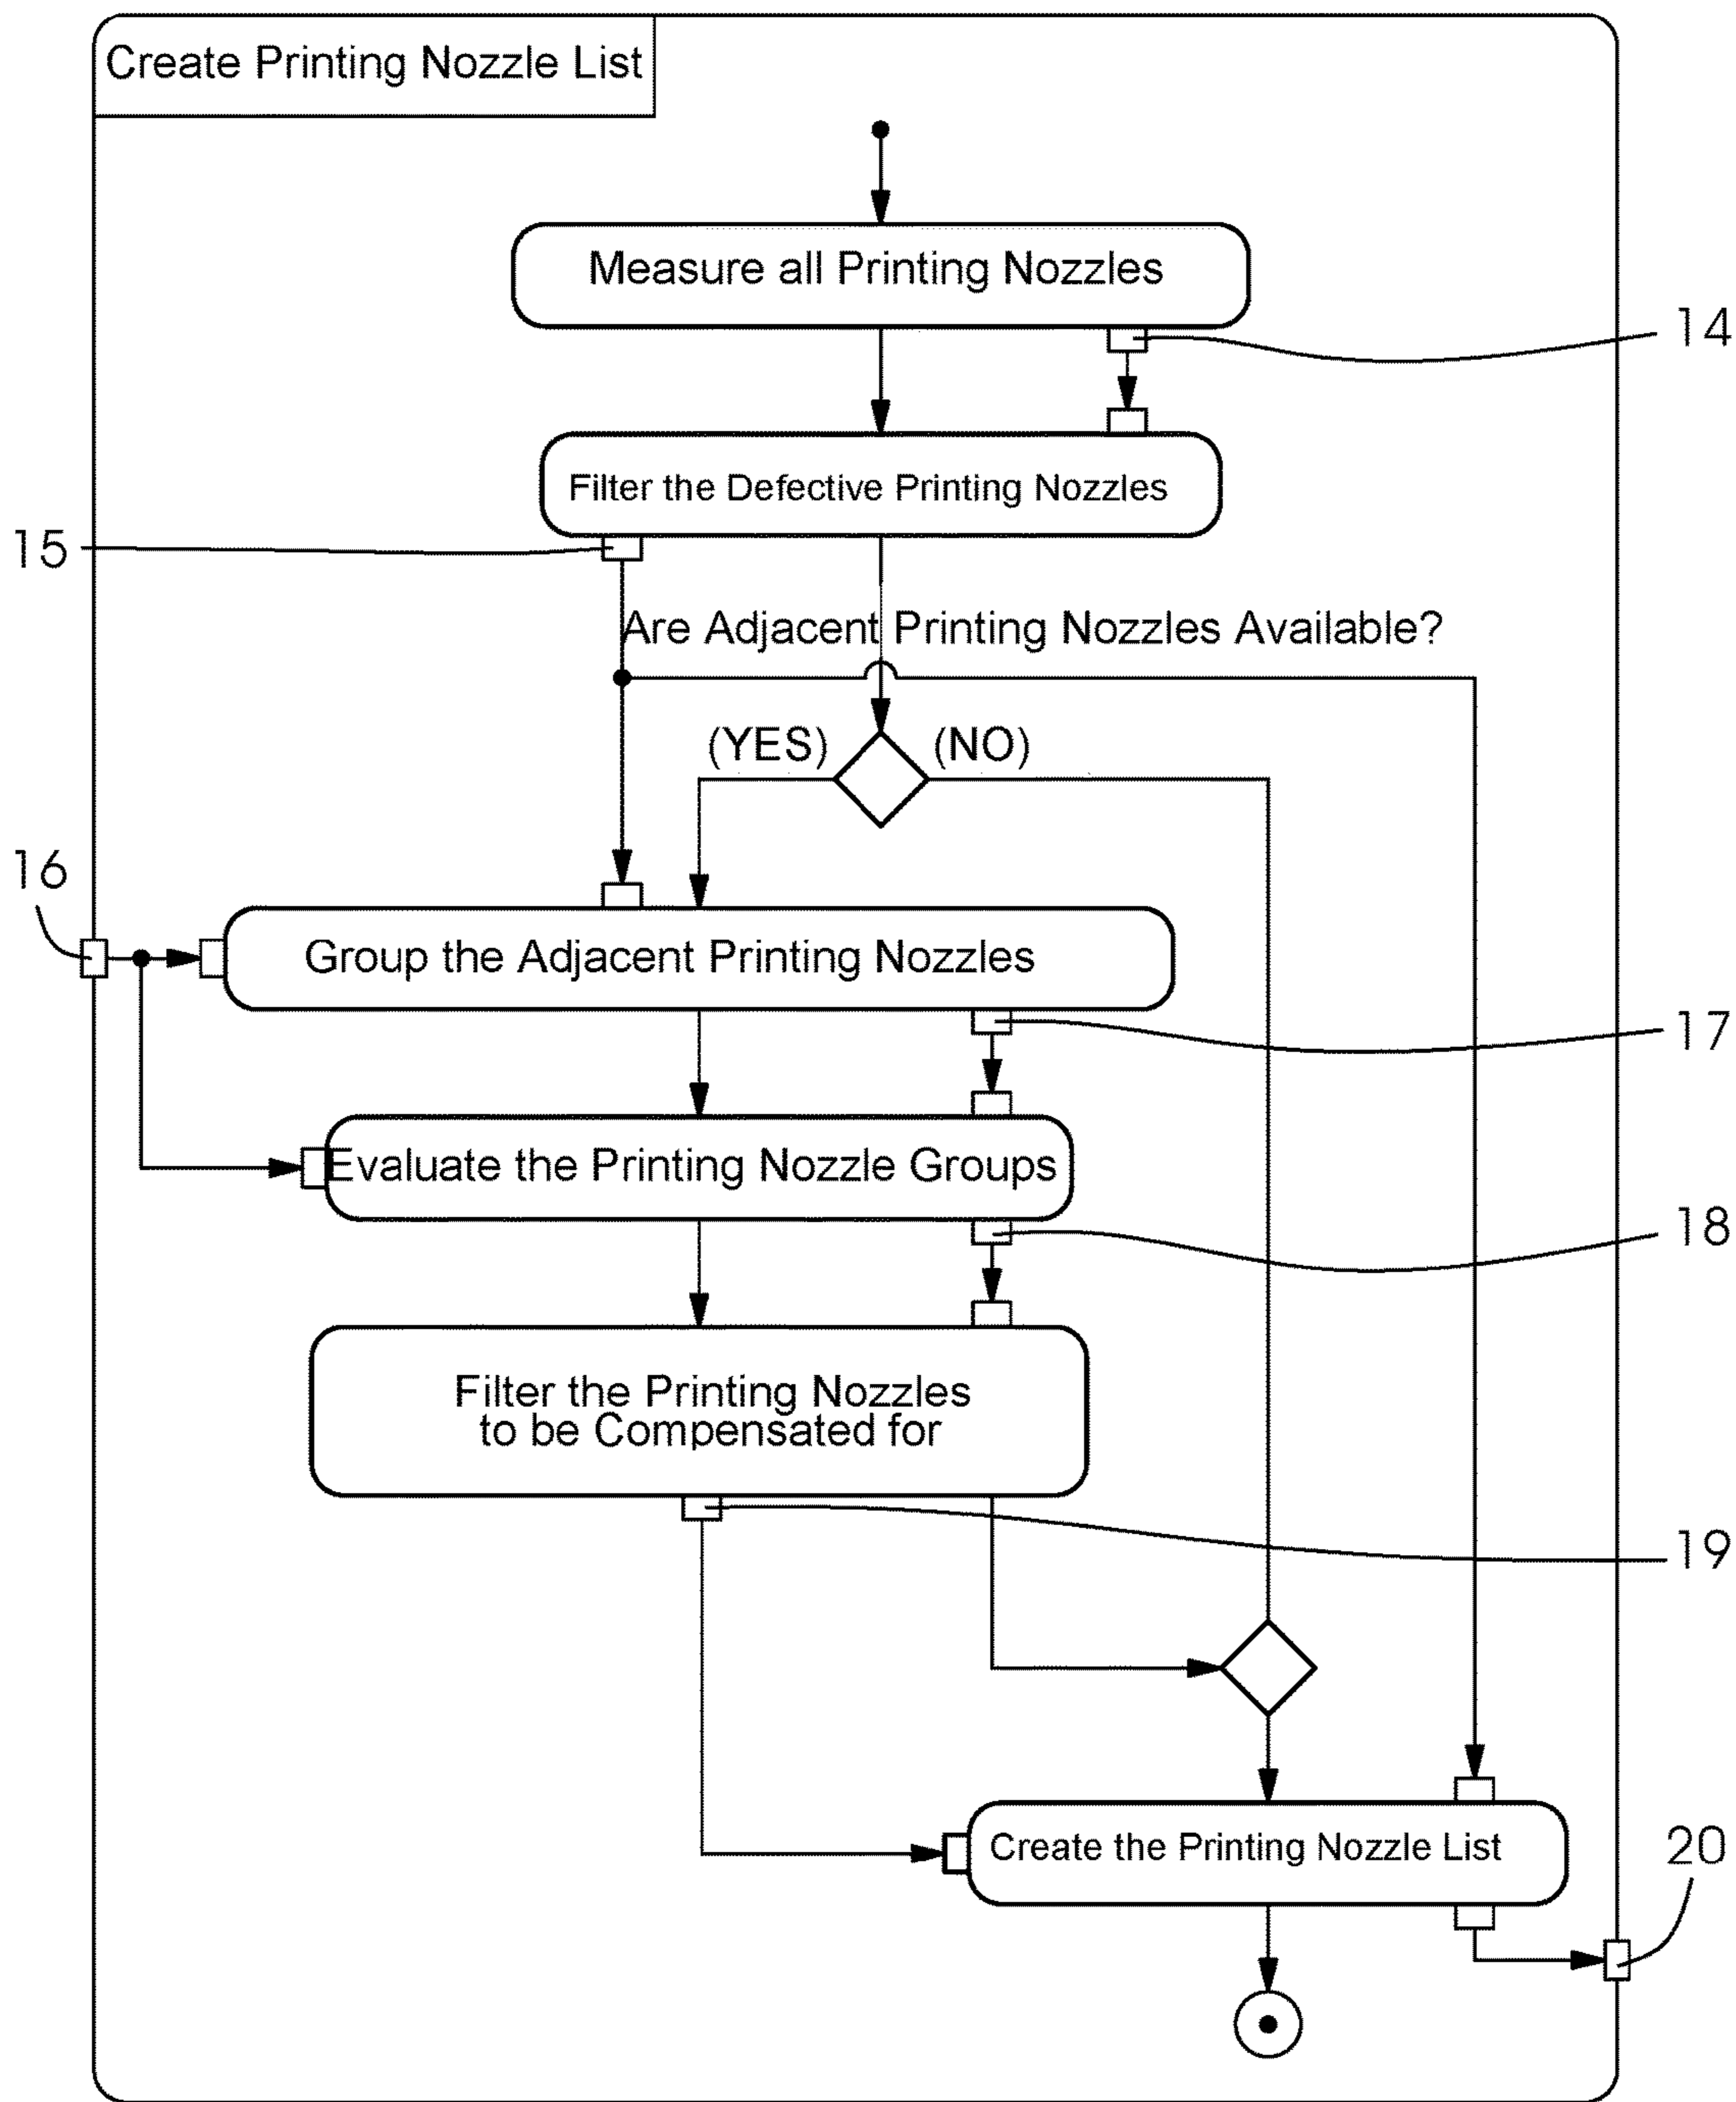 Create Printing Nozzle List
Measure all Printing Nozzles
14
Filter the Defective Printing Nozzles
15
Are Adjacent Printing Nozzles Available?
(YES) (NO)
16
Group the Adjacent Printing Nozzles
17
Evaluate the Printing Nozzle Groups
18
Filter the Printing Nozzles
to be Compensated for
19
Create the Printing Nozzle List
20